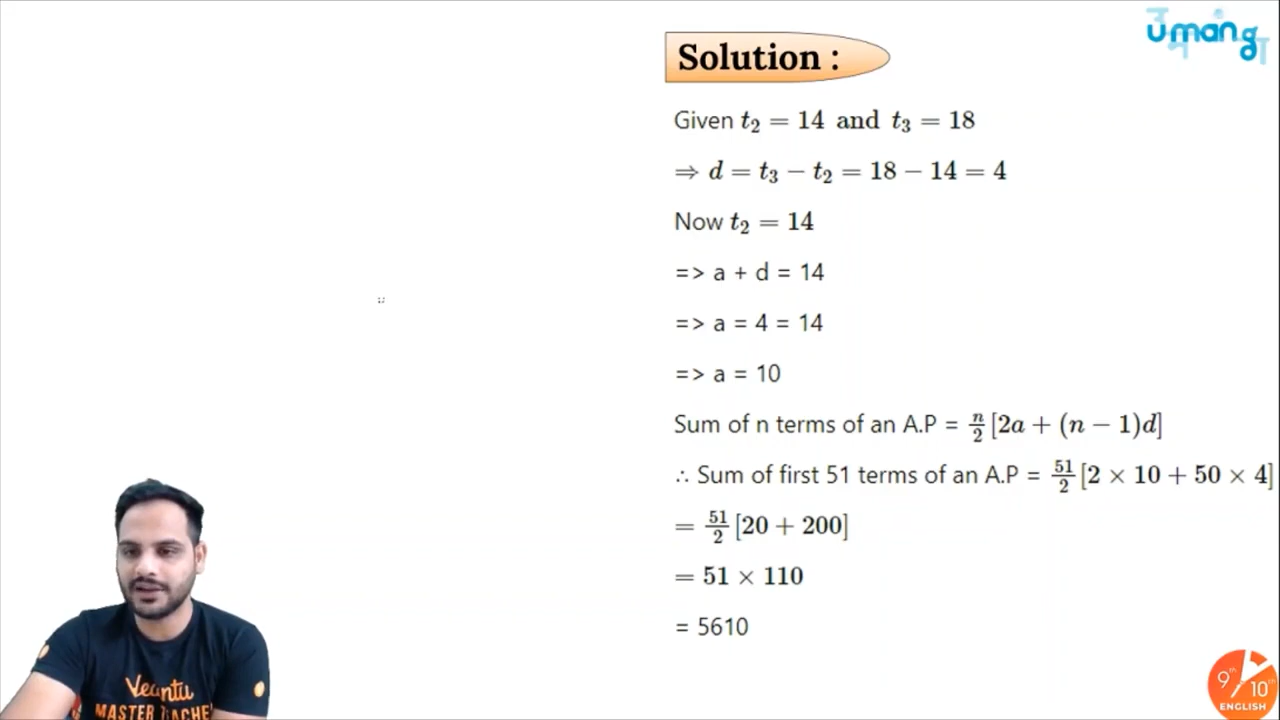 umang
Solution :
Given t₂ = 14 and t₃ = 18
⇒ d = t₃ − t₂ = 18 − 14 = 4
Now t₂ = 14
=> a + d = 14
=> a = 4 = 14
=> a = 10
Sum of n terms of an A.P = n/2 [2a + (n − 1)d]
∴ Sum of first 51 terms of an A.P = 51/2 [2 × 10 + 50 × 4]
= 51/2 [20 + 200]
= 51 × 110
= 5610
Vedantu
MASTER TEACHER
9th 10th
ENGLISH